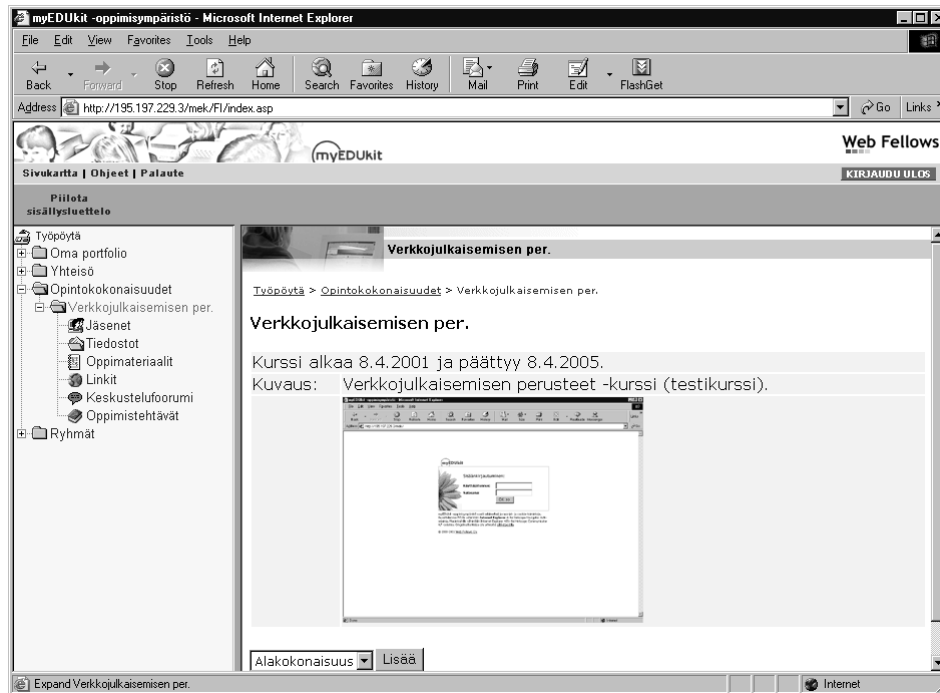 myEDUkit -oppimisympäristö - Microsoft Internet Explorer
File Edit View Favorites Tools Help
Back Forward Stop Refresh Home Search Favorites History Mail Print Edit FlashGet
Address http://195.197.229.3/mek/FI/index.asp Go Links
myEDUkit Web Fellows
Sivukartta | Ohjeet | Palaute KIRJAUDU ULOS
Piilota
sisällysluettelo
Työpöytä
Oma portfolio
Yhteisö
Opintokokonaisuudet
Verkkojulkaisemisen per.
Jäsenet
Tiedostot
Oppimateriaalit
Linkit
Keskustelufoorumi
Oppimistehtävät
Ryhmät
Verkkojulkaisemisen per.
Työpöytä > Opintokokonaisuudet > Verkkojulkaisemisen per.
Verkkojulkaisemisen per.
Kurssi alkaa 8.4.2001 ja päättyy 8.4.2005.
Kuvaus: Verkkojulkaisemisen perusteet -kurssi (testikurssi).
myEDUkit
Alakokonaisuus Lisää
Expand Verkkojulkaisemisen per. Internet